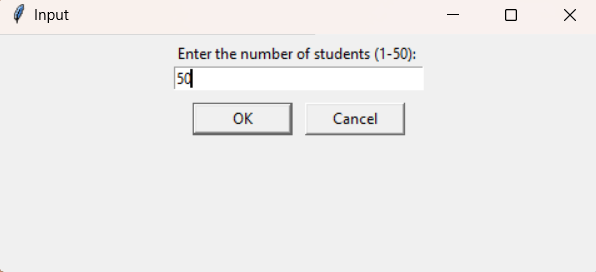 Input
Enter the number of students (1-50):
50
OK
Cancel